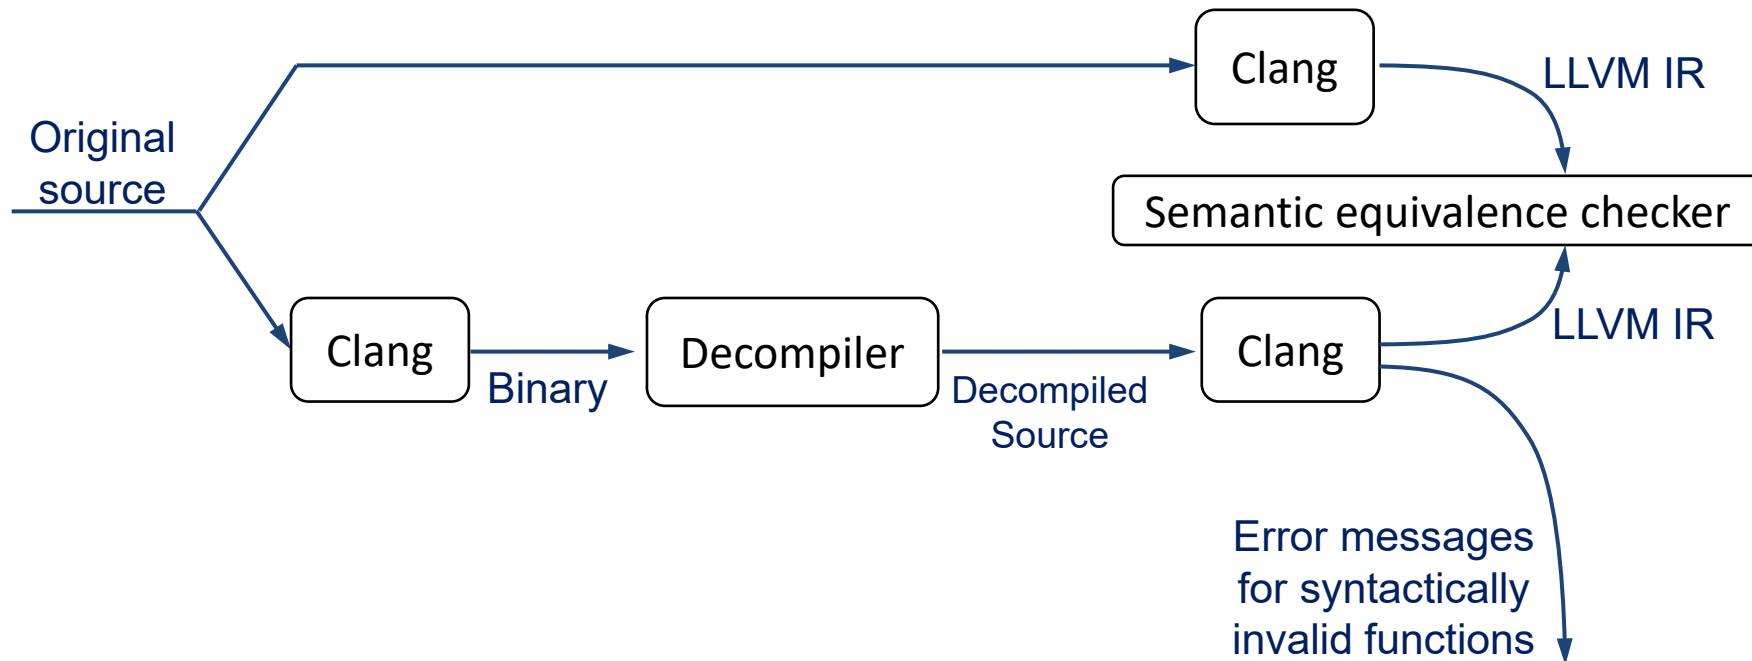 Clang
LLVM IR
Original
source
Semantic equivalence checker
Clang
Binary
Decompiler
Decompiled
Source
Clang
LLVM IR
Error messages
for syntactically
invalid functions